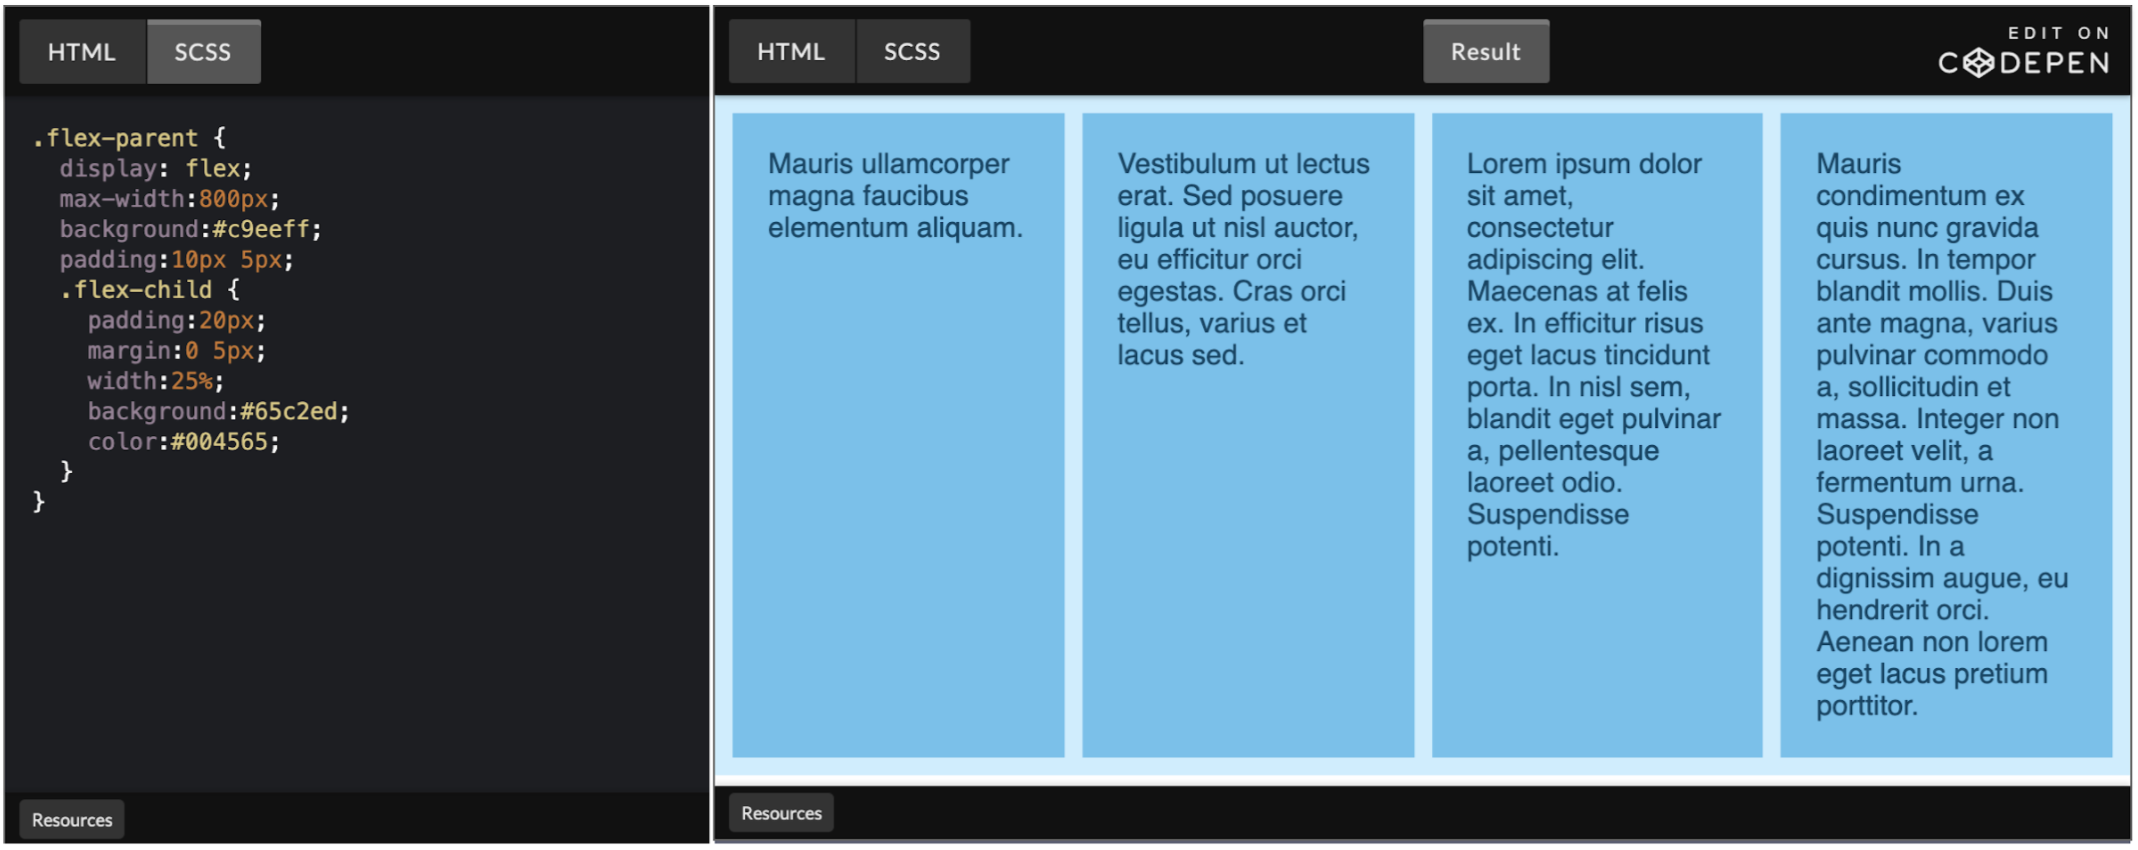 HTML
SCSS
.flex-parent {
display: flex;
max-width:800px;
background:#c9eeff;
padding:10px 5px;
.flex-child {
padding:20px;
margin:0 5px;
width:25%;
background:#65c2ed;
color:#004565;
}
}
Resources
HTML
SCSS
Result
EDIT ON
CODEPEN
Mauris ullamcorper
magna faucibus
elementum aliquam.
Vestibulum ut lectus
erat. Sed posuere
ligula ut nisl auctor,
eu efficitur orci
egestas. Cras orci
tellus, varius et
lacus sed.
Lorem ipsum dolor
sit amet,
consectetur
adipiscing elit.
Maecenas at felis
ex. In efficitur risus
eget lacus tincidunt
porta. In nisl sem,
blandit eget pulvinar
a, pellentesque
laoreet odio.
Suspendisse
potenti.
Mauris
condimentum ex
quis nunc gravida
cursus. In tempor
blandit mollis. Duis
ante magna, varius
pulvinar commodo
a, sollicitudin et
massa. Integer non
laoreet velit, a
fermentum urna.
Suspendisse
potenti. In a
dignissim augue, eu
hendrerit orci.
Aenean non lorem
eget lacus pretium
porttitor.
Resources